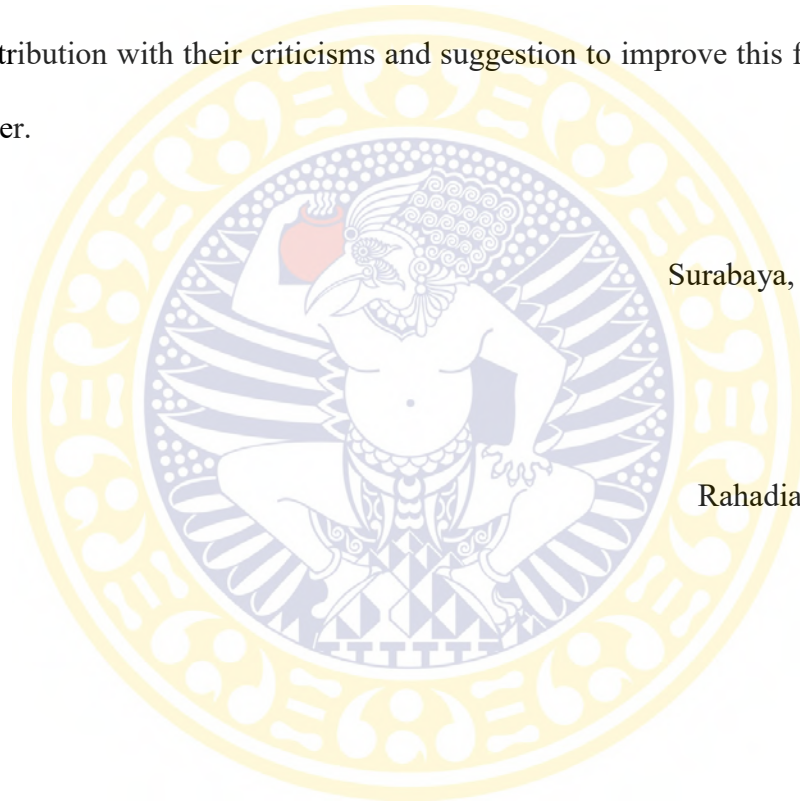 tribution with their criticisms and suggestion to improve this f
er.
Surabaya,
Rahadia